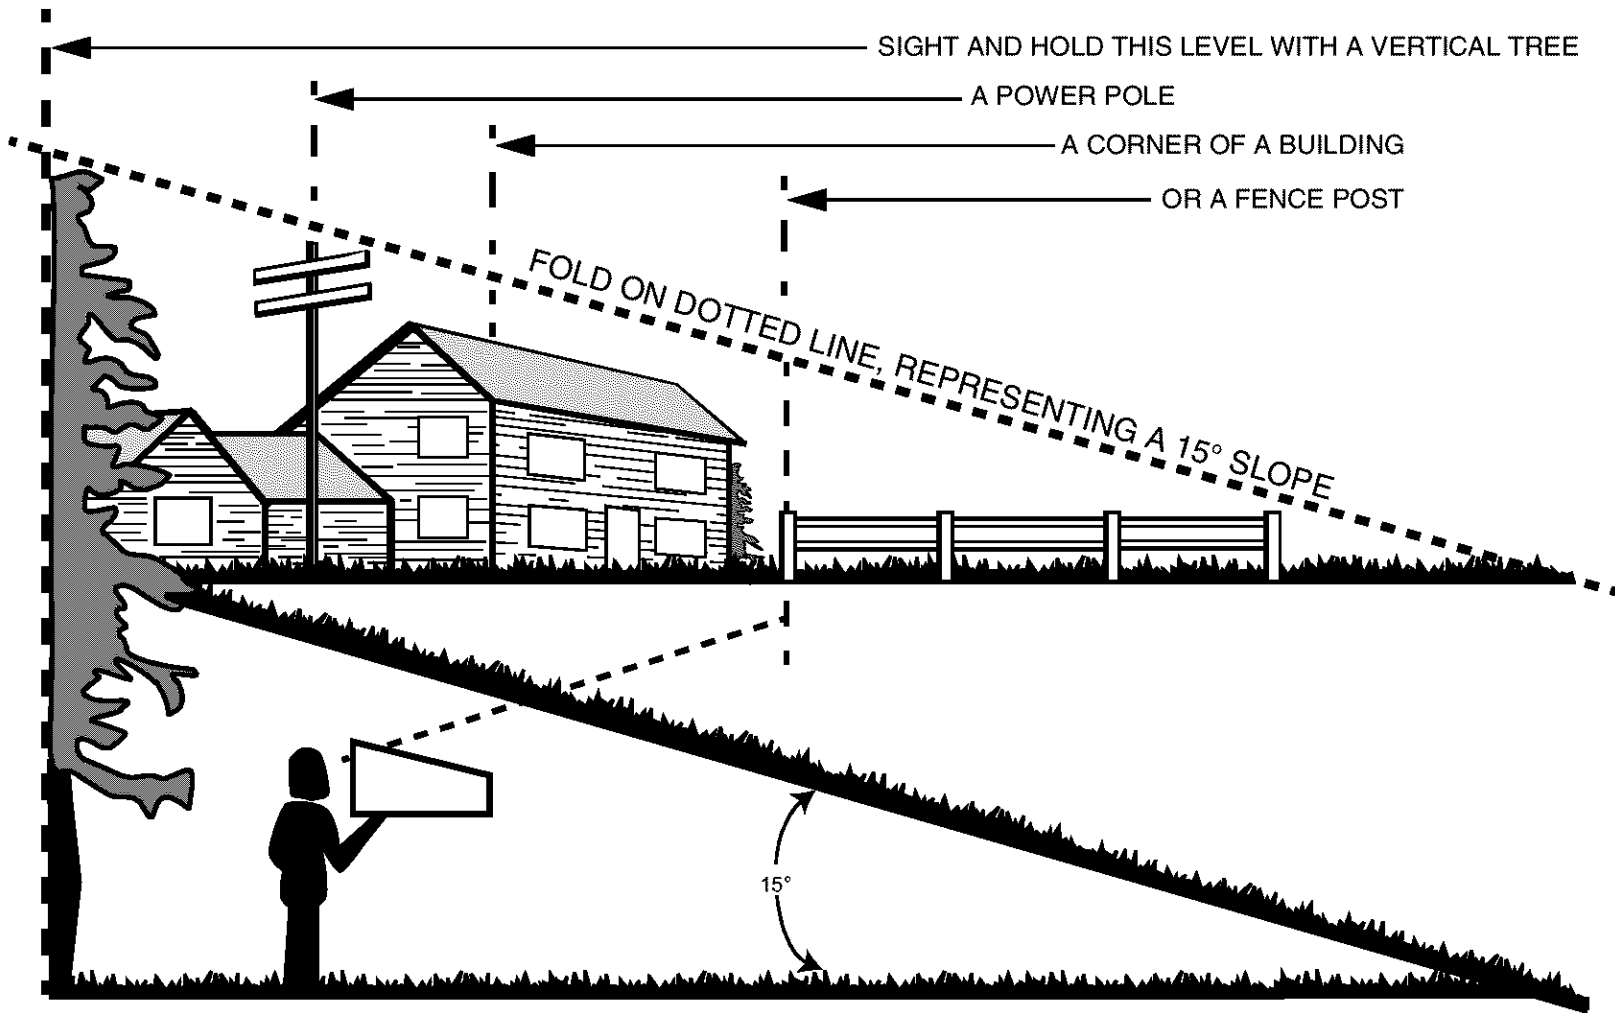 SIGHT AND HOLD THIS LEVEL WITH A VERTICAL TREE
A POWER POLE
A CORNER OF A BUILDING
OR A FENCE POST
FOLD ON DOTTED LINE, REPRESENTING A 15° SLOPE
15°